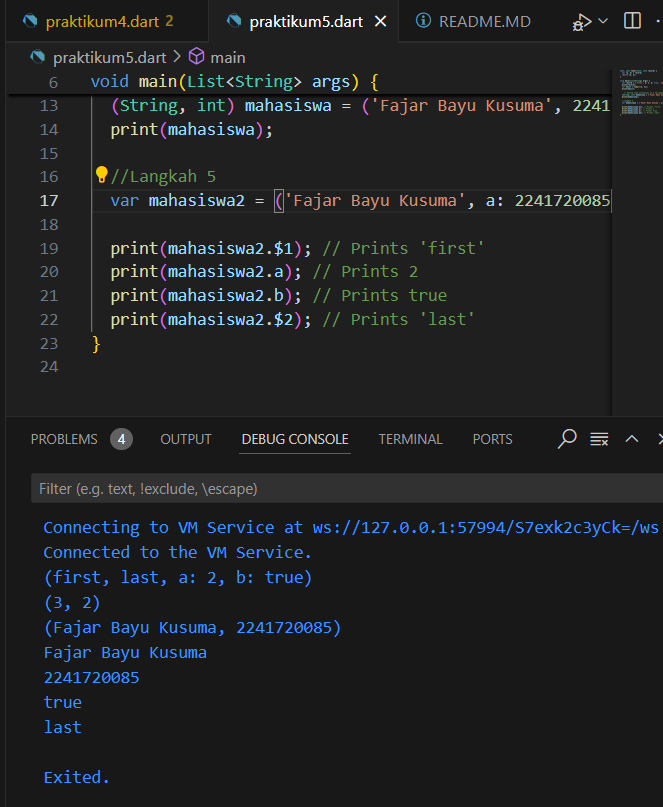 praktikum4.dart 2
praktikum5.dart
README.MD
praktikum5.dart > main
6 void main(List<String> args) {
13 (String, int) mahasiswa = ('Fajar Bayu Kusuma', 2241
14 print(mahasiswa);
15
16 //Langkah 5
17 var mahasiswa2 = ('Fajar Bayu Kusuma', a: 2241720085
18
19 print(mahasiswa2.$1); // Prints 'first'
20 print(mahasiswa2.a); // Prints 2
21 print(mahasiswa2.b); // Prints true
22 print(mahasiswa2.$2); // Prints 'last'
23 }
24
PROBLEMS 4 OUTPUT DEBUG CONSOLE TERMINAL PORTS
Filter (e.g. text, !exclude, \escape)
Connecting to VM Service at ws://127.0.0.1:57994/S7exk2c3yCk=/ws
Connected to the VM Service.
(first, last, a: 2, b: true)
(3, 2)
(Fajar Bayu Kusuma, 2241720085)
Fajar Bayu Kusuma
2241720085
true
last
Exited.